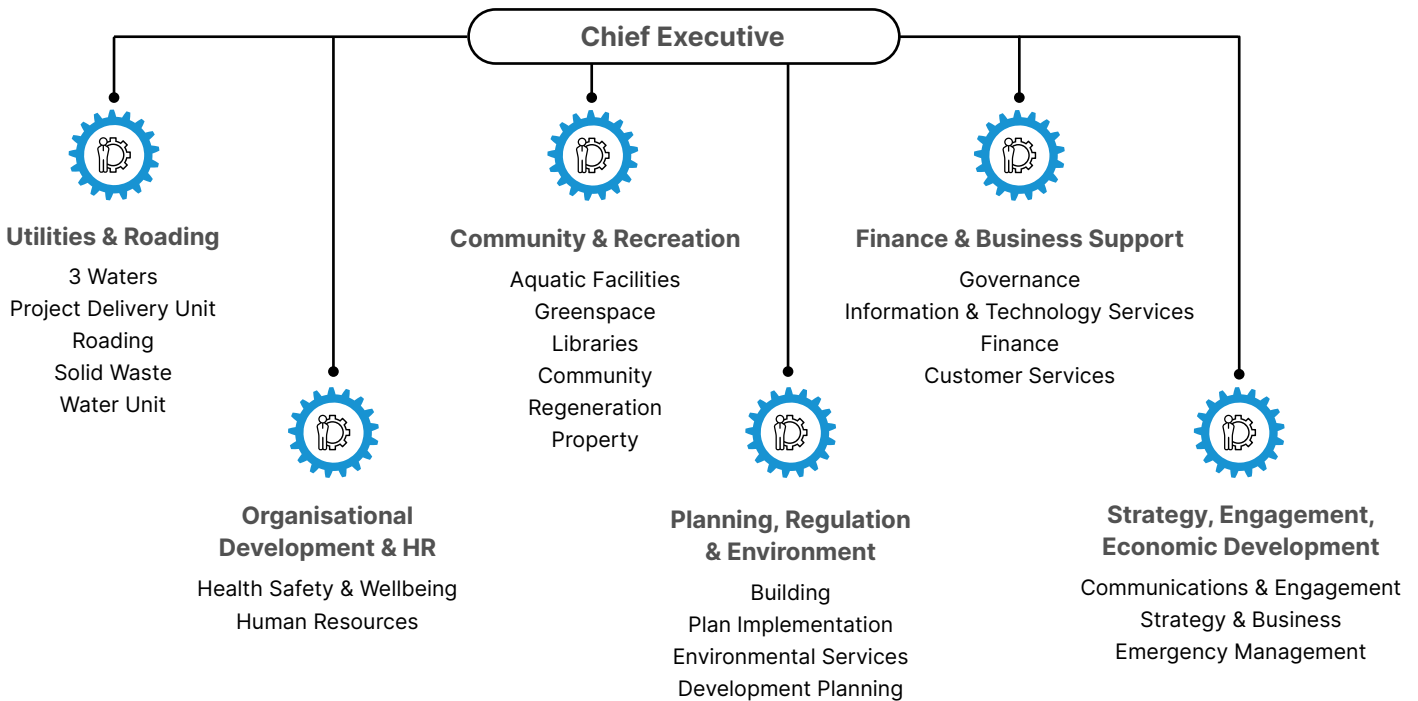 Chief Executive
Utilities & Roading
3 Waters
Project Delivery Unit
Roading
Solid Waste
Water Unit
Organisational
Development & HR
Health Safety & Wellbeing
Human Resources
Community & Recreation
Aquatic Facilities
Greenspace
Libraries
Community
Regeneration
Property
Planning, Regulation
& Environment
Building
Plan Implementation
Environmental Services
Development Planning
Finance & Business Support
Governance
Information & Technology Services
Finance
Customer Services
Strategy, Engagement,
Economic Development
Communications & Engagement
Strategy & Business
Emergency Management